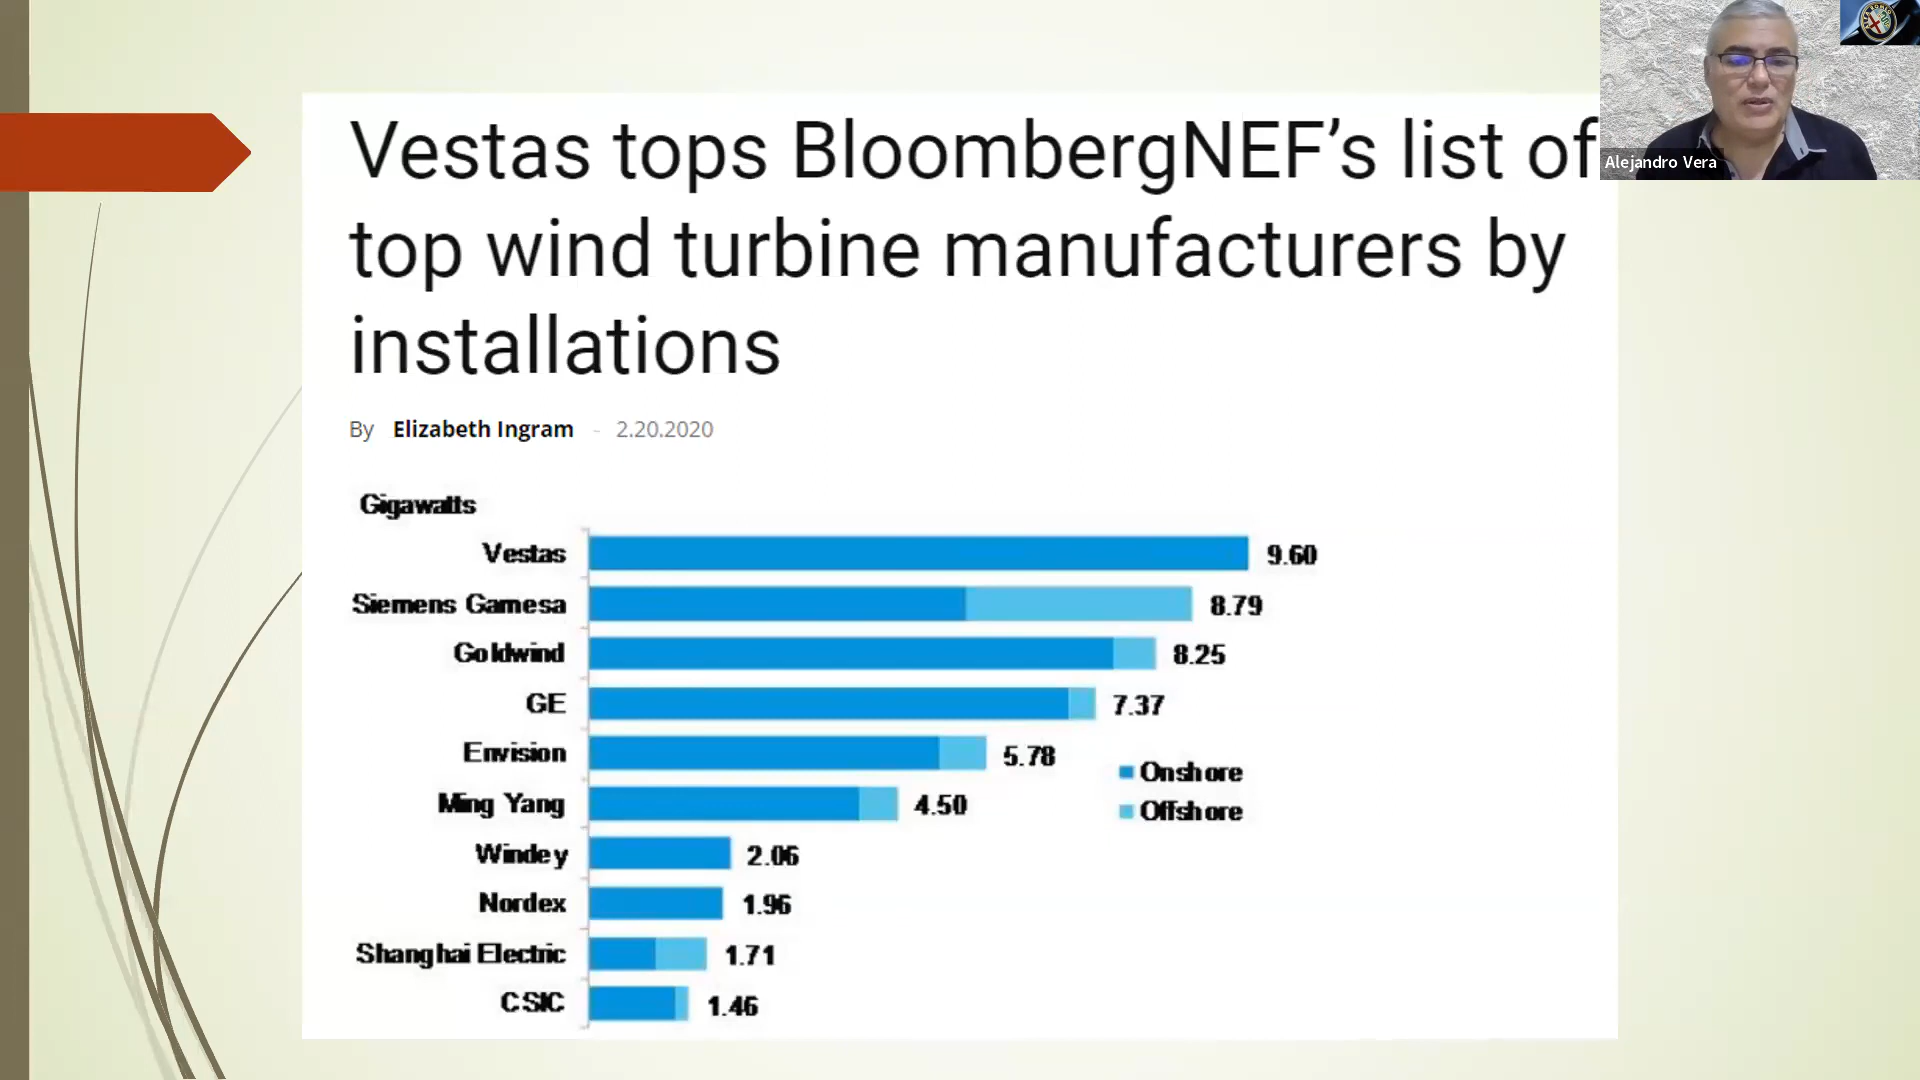 Vestas tops BloombergNEF’s list of
top wind turbine manufacturers by
installations
By Elizabeth Ingram - 2.20.2020
Gigawatts
Vestas 9.60
Siemens Gamesa 8.79
Goldwind 8.25
GE 7.37
Envision 5.78
Onshore
Ming Yang 4.50
Offshore
Windey 2.06
Nordex 1.96
Shanghai Electric 1.71
CSIC 1.46
Alejandro Vera